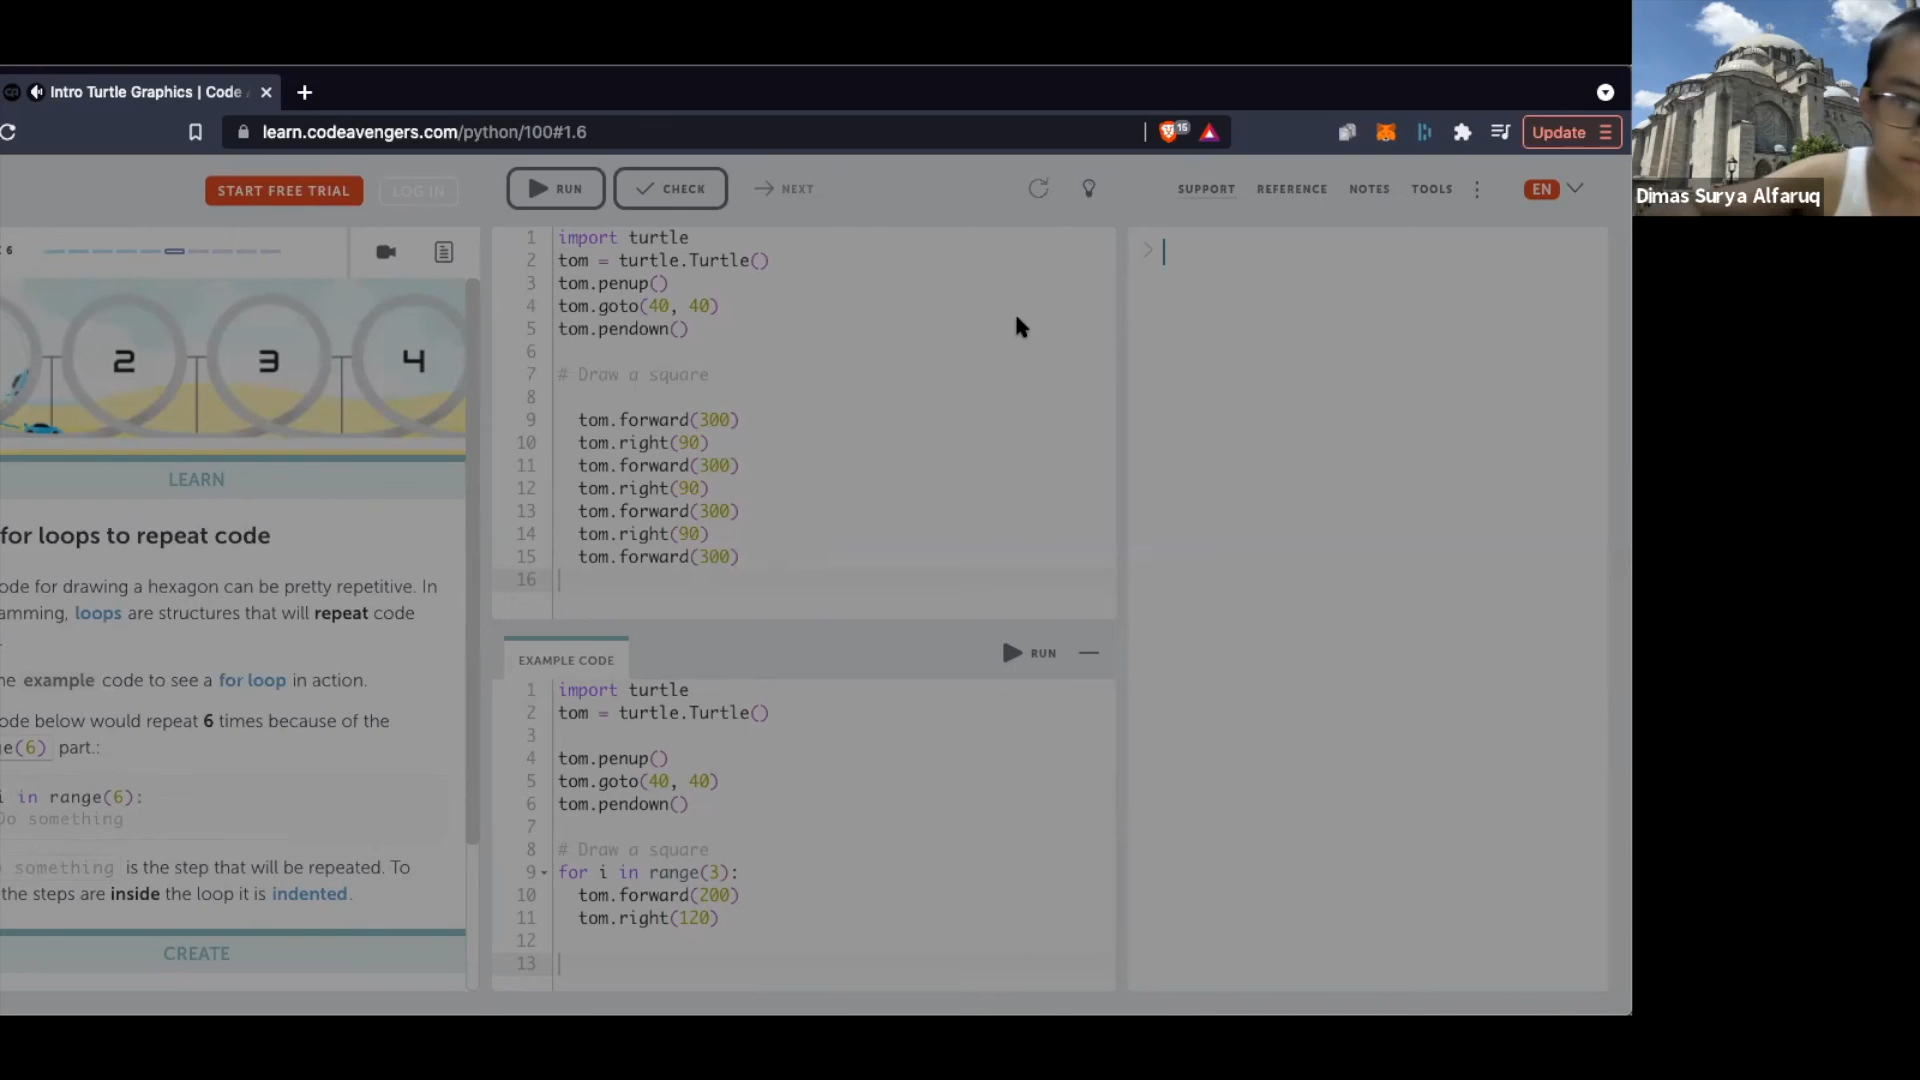 Intro Turtle Graphics | Code
learn.codeavengers.com/python/100#1.6
15
Update
Dimas Surya Alfaruq
START FREE TRIAL
LOG IN
RUN
CHECK
NEXT
SUPPORT
REFERENCE
NOTES
TOOLS
EN
6
2
3
4
LEARN
for loops to repeat code
ode for drawing a hexagon can be pretty repetitive. In
amming, loops are structures that will repeat code
ne example code to see a for loop in action.
ode below would repeat 6 times because of the
ge(6) part.:
i in range(6):
Do something
something is the step that will be repeated. To
the steps are inside the loop it is indented.
CREATE
1 import turtle
2 tom = turtle.Turtle()
3 tom.penup()
4 tom.goto(40, 40)
5 tom.pendown()
6
7 # Draw a square
8
9 tom.forward(300)
10 tom.right(90)
11 tom.forward(300)
12 tom.right(90)
13 tom.forward(300)
14 tom.right(90)
15 tom.forward(300)
16
EXAMPLE CODE
RUN
1 import turtle
2 tom = turtle.Turtle()
3
4 tom.penup()
5 tom.goto(40, 40)
6 tom.pendown()
7
8 # Draw a square
9 for i in range(3):
10 tom.forward(200)
11 tom.right(120)
12
13
>